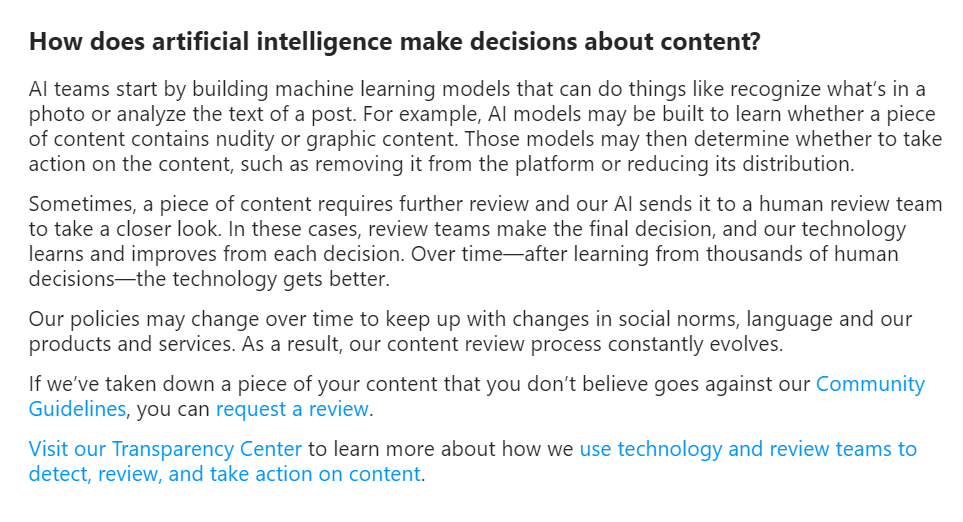 How does artificial intelligence make decisions about content?
AI teams start by building machine learning models that can do things like recognize what’s in a
photo or analyze the text of a post. For example, AI models may be built to learn whether a piece
of content contains nudity or graphic content. Those models may then determine whether to take
action on the content, such as removing it from the platform or reducing its distribution.
Sometimes, a piece of content requires further review and our AI sends it to a human review team
to take a closer look. In these cases, review teams make the final decision, and our technology
learns and improves from each decision. Over time—after learning from thousands of human
decisions—the technology gets better.
Our policies may change over time to keep up with changes in social norms, language and our
products and services. As a result, our content review process constantly evolves.
If we’ve taken down a piece of your content that you don’t believe goes against our Community
Guidelines, you can request a review.
Visit our Transparency Center to learn more about how we use technology and review teams to
detect, review, and take action on content.